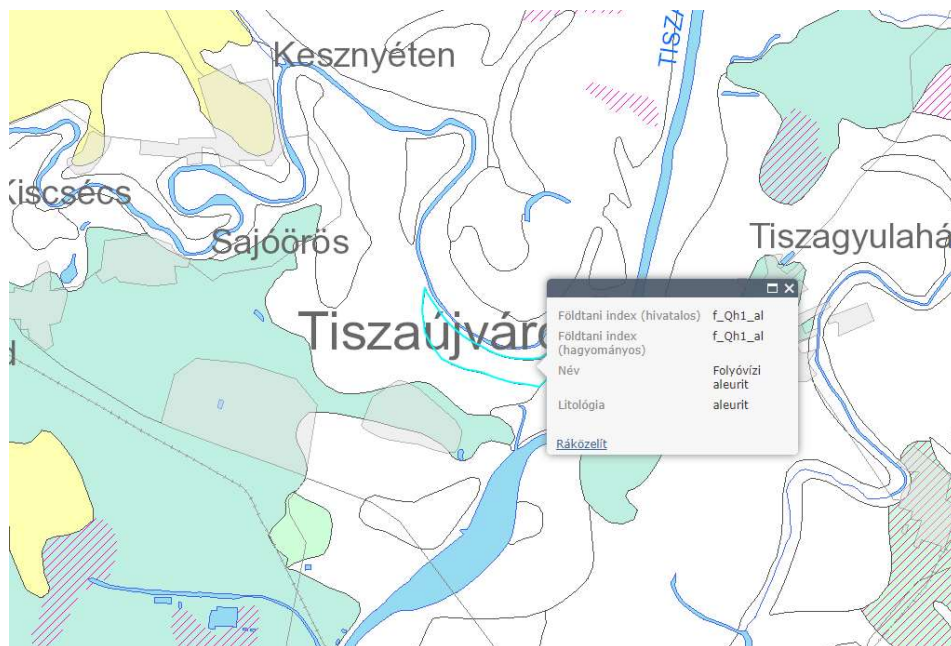 Kesznyéten
TISZA
Kiscsécs
Sajóörös
Tiszagyulahá
Tiszaújváro
d
Földtani index (hivatalos) f_Qh1_al
Földtani index f_Qh1_al
(hagyományos)
Név Folyóvízi
aleurit
Litológia aleurit
Ráközelít